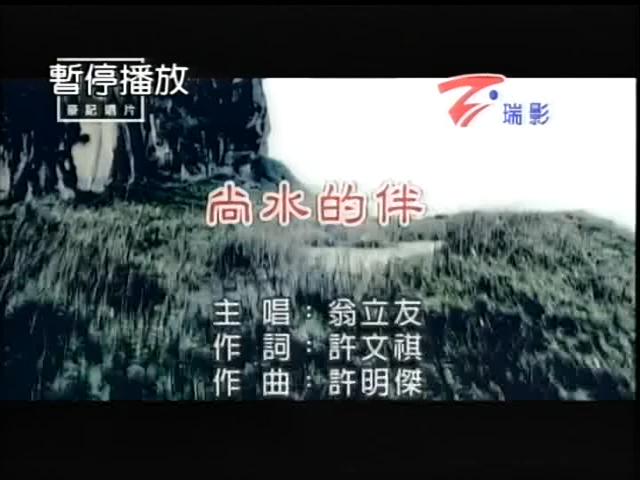 暫停播放
豪記唱片
瑞影
尚水的伴
主唱：翁立友
作詞：許文祺
作曲：許明傑